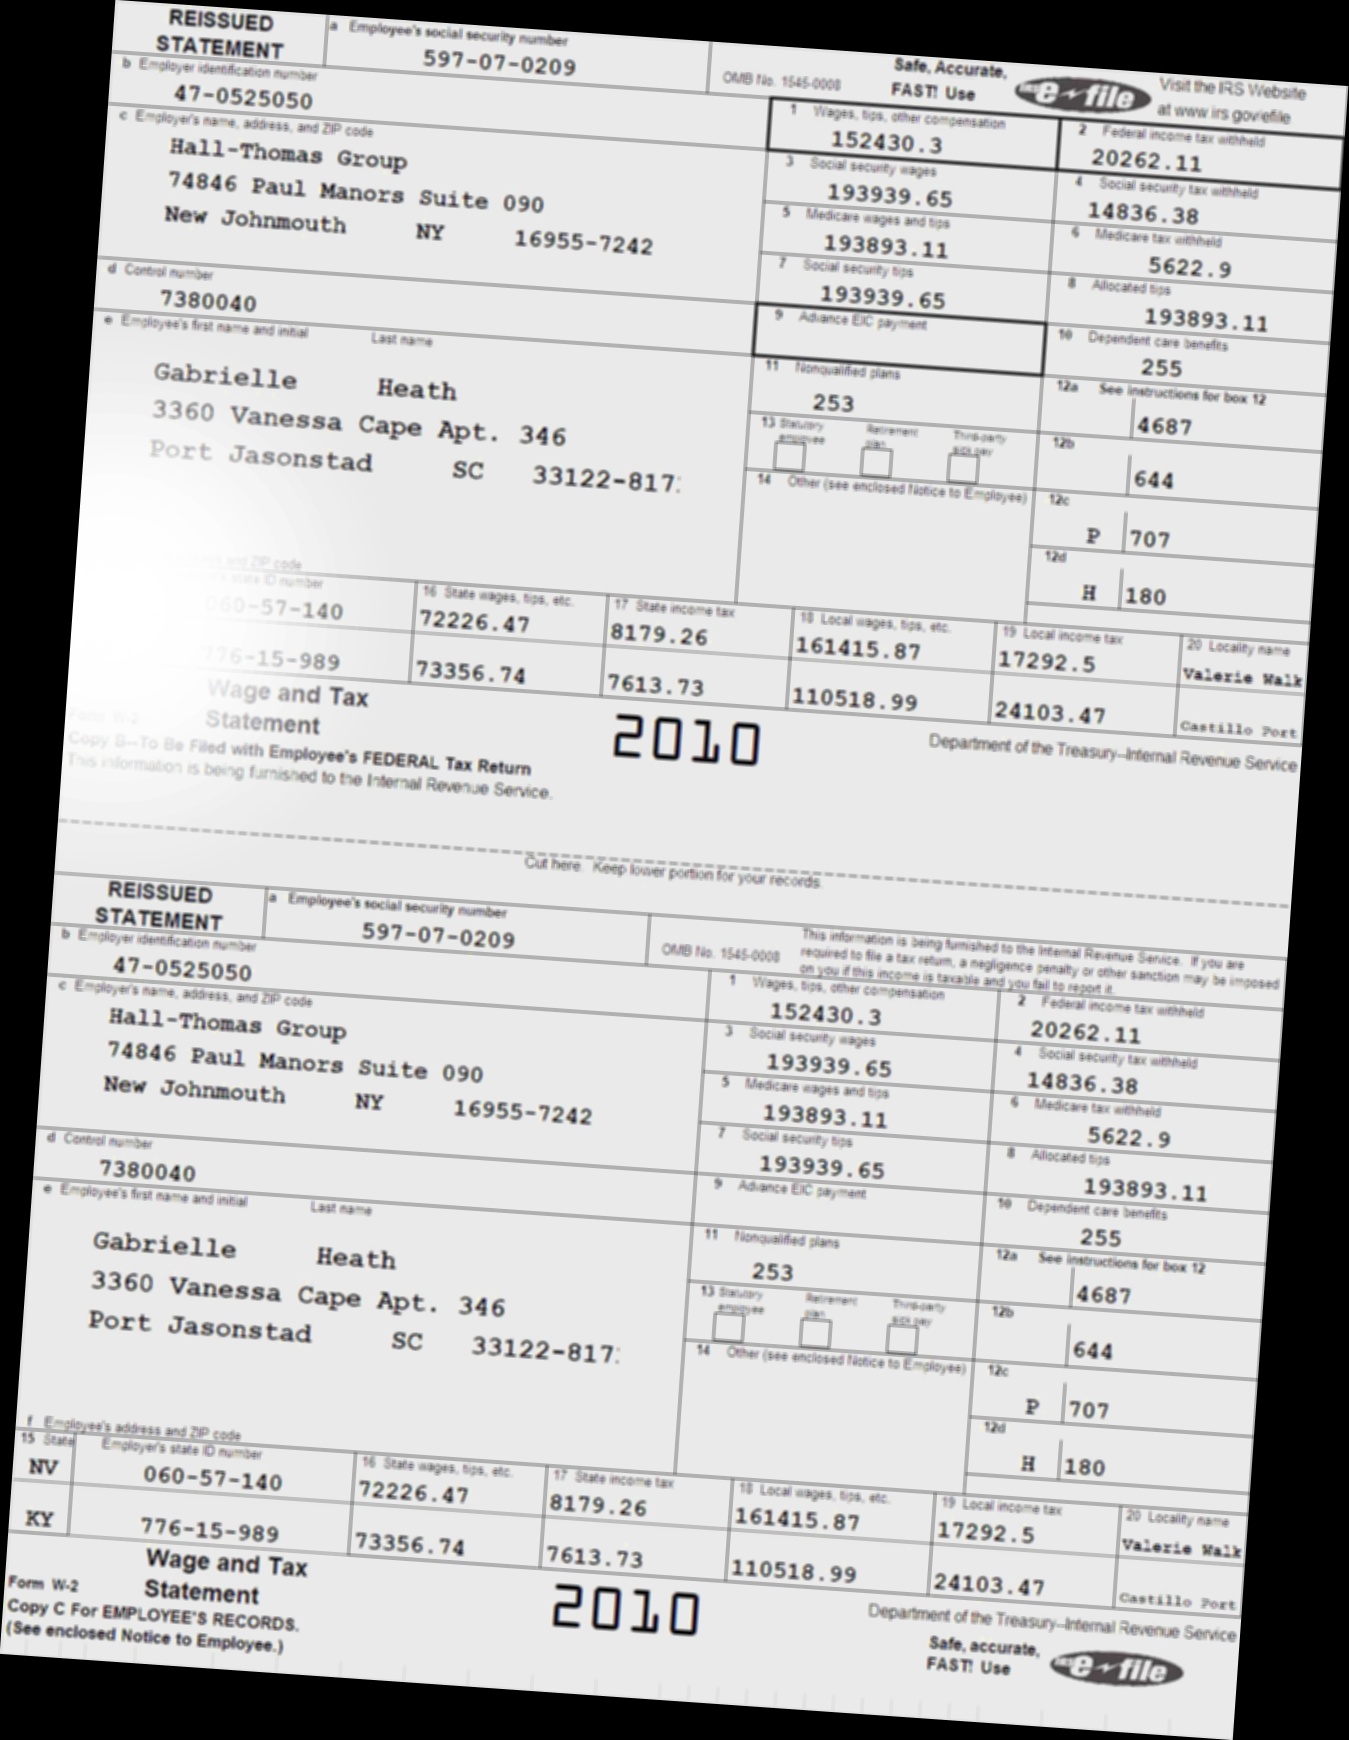 REISSUED
STATEMENT
a Employee's social security number
597-07-0209
OMB No. 1545-0008
Safe, Accurate,
FAST! Use
IRS e-file
Visit the IRS Website
at www.irs.gov/efile
b Employer identification number
47-0525050
c Employer's name, address, and ZIP code
Hall-Thomas Group
74846 Paul Manors Suite 090
New Johnmouth NY 16955-7242
d Control number
7380040
e Employee's first name and initial Last name
Gabrielle Heath
3360 Vanessa Cape Apt. 346
Port Jasonstad SC 33122-817
and ZIP code
1 Wages, tips, other compensation
152430.3
2 Federal income tax withheld
20262.11
3 Social security wages
193939.65
4 Social security tax withheld
14836.38
5 Medicare wages and tips
193893.11
6 Medicare tax withheld
5622.9
7 Social security tips
193939.65
8 Allocated tips
193893.11
9 Advance EIC payment
10 Dependent care benefits
255
11 Nonqualified plans
253
12a See instructions for box 12
4687
13 Statutory employee Retirement plan Third-party sick pay
12b
644
14 Other (see enclosed Notice to Employee)
12c
P 707
12d
H 180
state ID number
060-57-140
776-15-989
16 State wages, tips, etc.
72226.47
73356.74
17 State income tax
8179.26
7613.73
18 Local wages, tips, etc.
161415.87
110518.99
19 Local income tax
17292.5
24103.47
20 Locality name
Valerie Walk
Castillo Port
Form W-2
Wage and Tax
Statement
2010
Department of the Treasury--Internal Revenue Service
Copy B--To Be Filed with Employee's FEDERAL Tax Return
This information is being furnished to the Internal Revenue Service.
Cut here. Keep lower portion for your records.
REISSUED
STATEMENT
a Employee's social security number
597-07-0209
OMB No. 1545-0008
This information is being furnished to the Internal Revenue Service. If you are
required to file a tax return, a negligence penalty or other sanction may be imposed
on you if this income is taxable and you fail to report it.
b Employer identification number
47-0525050
c Employer's name, address, and ZIP code
Hall-Thomas Group
74846 Paul Manors Suite 090
New Johnmouth NY 16955-7242
d Control number
7380040
e Employee's first name and initial Last name
Gabrielle Heath
3360 Vanessa Cape Apt. 346
Port Jasonstad SC 33122-817
f Employee's address and ZIP code
1 Wages, tips, other compensation
152430.3
2 Federal income tax withheld
20262.11
3 Social security wages
193939.65
4 Social security tax withheld
14836.38
5 Medicare wages and tips
193893.11
6 Medicare tax withheld
5622.9
7 Social security tips
193939.65
8 Allocated tips
193893.11
9 Advance EIC payment
10 Dependent care benefits
255
11 Nonqualified plans
253
12a See instructions for box 12
4687
13 Statutory employee Retirement plan Third-party sick pay
12b
644
14 Other (see enclosed Notice to Employee)
12c
P 707
12d
H 180
15 State Employer's state ID number
NV 060-57-140
KY 776-15-989
16 State wages, tips, etc.
72226.47
73356.74
17 State income tax
8179.26
7613.73
18 Local wages, tips, etc.
161415.87
110518.99
19 Local income tax
17292.5
24103.47
20 Locality name
Valerie Walk
Castillo Port
Form W-2
Wage and Tax
Statement
2010
Department of the Treasury--Internal Revenue Service
Copy C For EMPLOYEE'S RECORDS.
(See enclosed Notice to Employee.)
Safe, accurate,
FAST! Use
IRS e-file